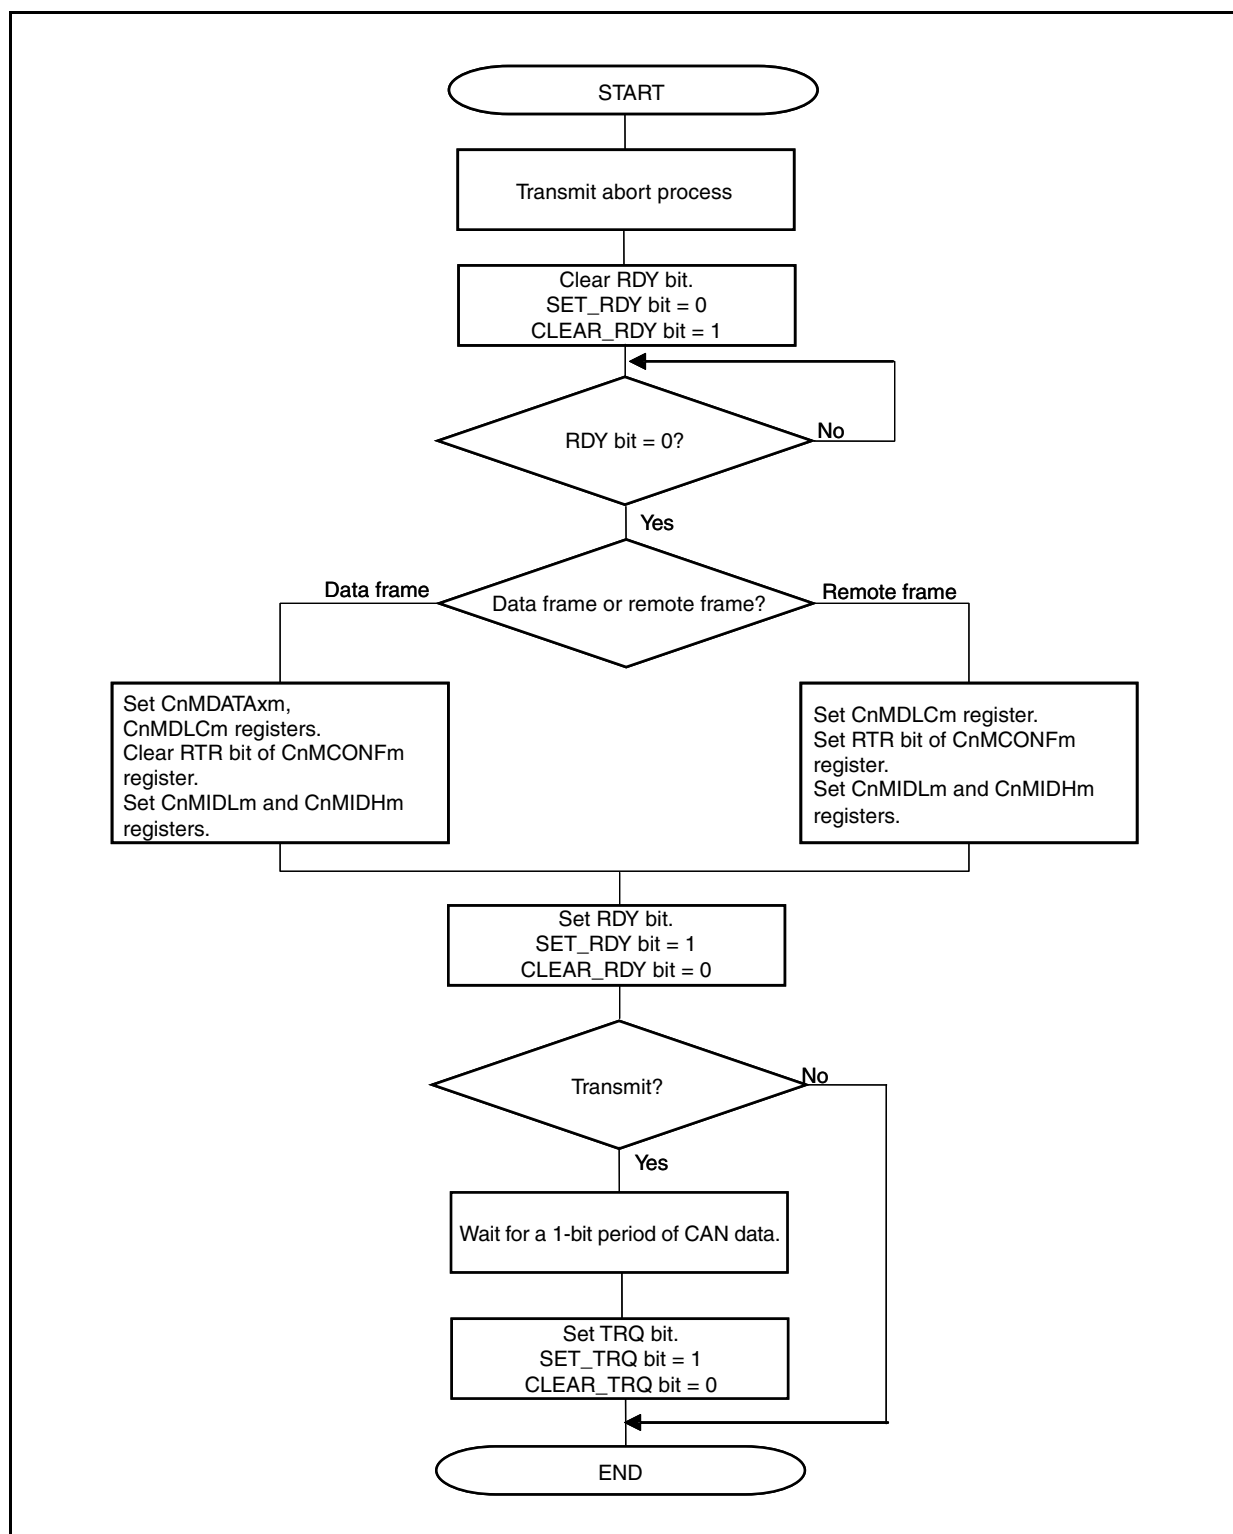 START
Transmit abort process
Clear RDY bit.
SET_RDY bit = 0
CLEAR_RDY bit = 1
RDY bit = 0?
No
Yes
Data frame
Data frame or remote frame?
Remote frame
Set CnMDATAxm,
CnMDLCm registers.
Clear RTR bit of CnMCONFm
register.
Set CnMIDLm and CnMIDHm
registers.
Set CnMDLCm register.
Set RTR bit of CnMCONFm
register.
Set CnMIDLm and CnMIDHm
registers.
Set RDY bit.
SET_RDY bit = 1
CLEAR_RDY bit = 0
Transmit?
No
Yes
Wait for a 1-bit period of CAN data.
Set TRQ bit.
SET_TRQ bit = 1
CLEAR_TRQ bit = 0
END